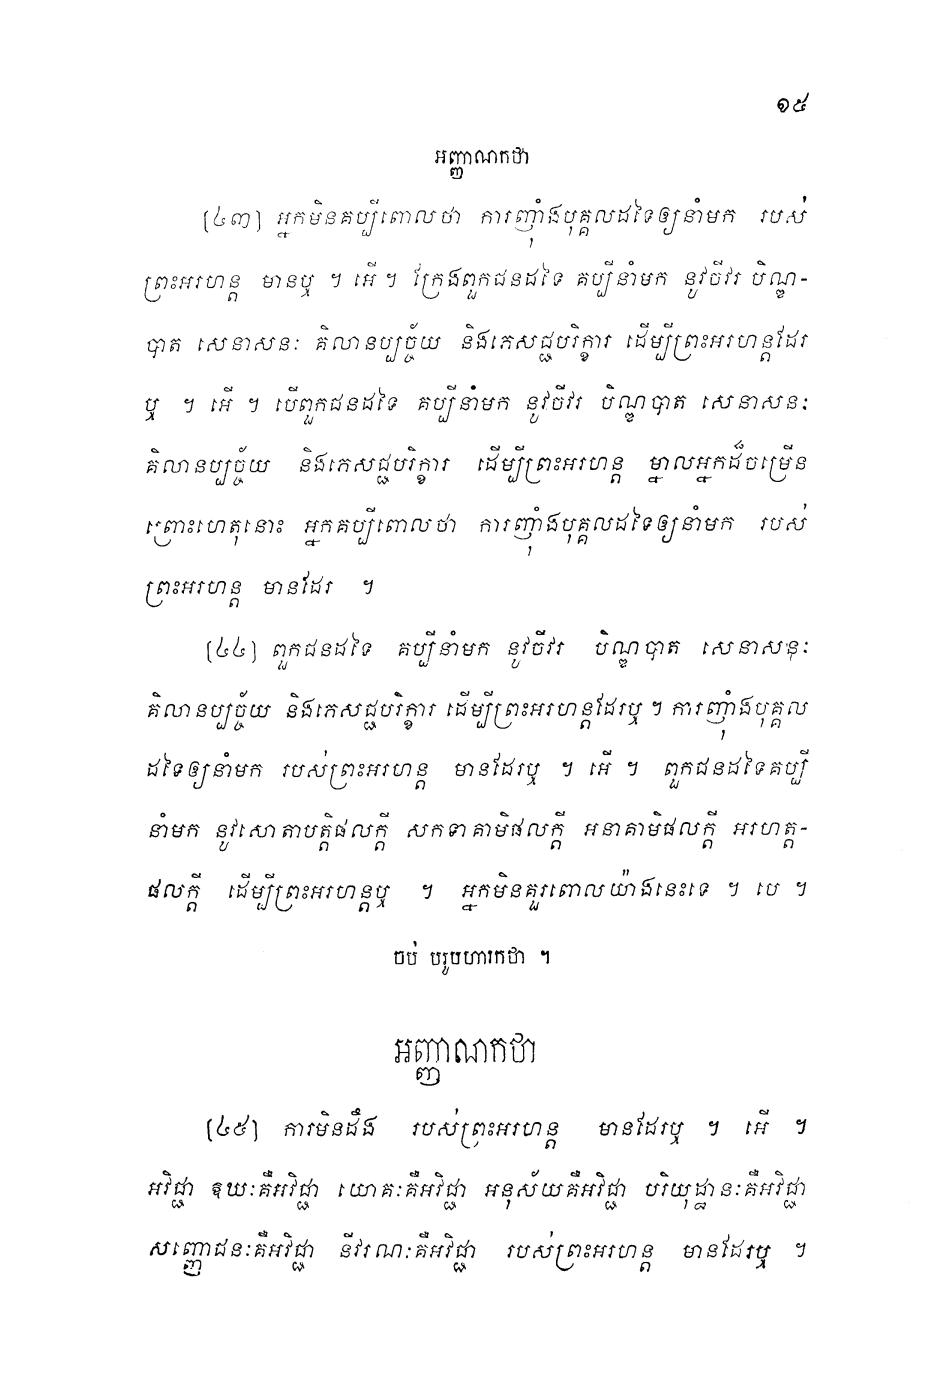 ១៥
អញ្ញាណកថា
[៤៣] អ្នកមិនគប្បីពោលថា ការញ៉ាំងបុគ្គលដទៃឲ្យនាំមក របស់
ព្រះអរហន្ត មានឬ ។ អើ ។ ក្រែងពួកជនដទៃ គប្បីនាំមក នូវចីវរ បិណ្ឌ-
បាត សេនាសនៈ គិលានប្បច្ច័យ និងភេសជ្ជបរិក្ខារ ដើម្បីព្រះអរហន្តដែរ
ឬ ។ អើ ។ បើពួកជនដទៃ គប្បីនាំមក នូវចីវរ បិណ្ឌបាត សេនាសនៈ
គិលានប្បច្ច័យ និងភេសជ្ជបរិក្ខារ ដើម្បីព្រះអរហន្ត ម្នាលអ្នកដ៏ចម្រើន
ព្រោះហេតុនោះ អ្នកគប្បីពោលថា ការញ៉ាំងបុគ្គលដទៃឲ្យនាំមក របស់
ព្រះអរហន្ត មានដែរ ។
[៤៤] ពួកជនដទៃ គប្បីនាំមក នូវចីវរ បិណ្ឌបាត សេនាសនៈ
គិលានប្បច្ច័យ និងភេសជ្ជបរិក្ខារ ដើម្បីព្រះអរហន្តដែរឬ ។ ការញ៉ាំងបុគ្គល
ដទៃឲ្យនាំមក របស់ព្រះអរហន្ត មានដែរឬ ។ អើ ។ ពួកជនដទៃគប្បី
នាំមក នូវសោតាបត្តិផលក្តី សកទាគាមិផលក្តី អនាគាមិផលក្តី អរហត្ត-
ផលក្តី ដើម្បីព្រះអរហន្តឬ ។ អ្នកមិនគួរពោលយ៉ាងនេះទេ ។ បេ ។
ចប់ បរូបហារកថា ។
អញ្ញាណកថា
[៤៥] ការមិនដឹង របស់ព្រះអរហន្ត មានដែរឬ ។ អើ ។
អវិជ្ជា ឱឃៈគឺអវិជ្ជា យោគៈគឺអវិជ្ជា អនុស័យគឺអវិជ្ជា បរិយុដ្ឋានៈគឺអវិជ្ជា
សញ្ញោជនៈគឺអវិជ្ជា នីវរណៈគឺអវិជ្ជា របស់ព្រះអរហន្ត មានដែរឬ ។